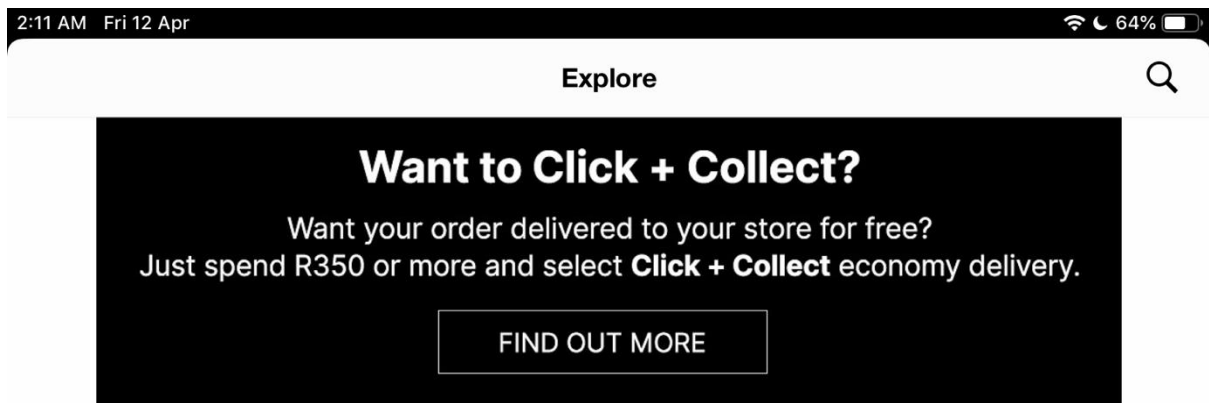 2:11 AM Fri 12 Apr 64%
Explore
Want to Click + Collect?
Want your order delivered to your store for free?
Just spend R350 or more and select Click + Collect economy delivery.
FIND OUT MORE